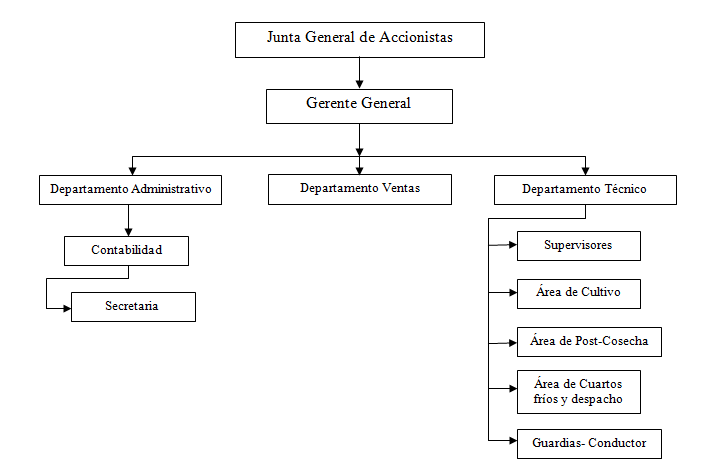 Junta General de Accionistas
Gerente General
Departamento Administrativo
Departamento Ventas
Departamento Técnico
Contabilidad
Secretaria
Supervisores
Área de Cultivo
Área de Post-Cosecha
Área de Cuartos
fríos y despacho
Guardias- Conductor